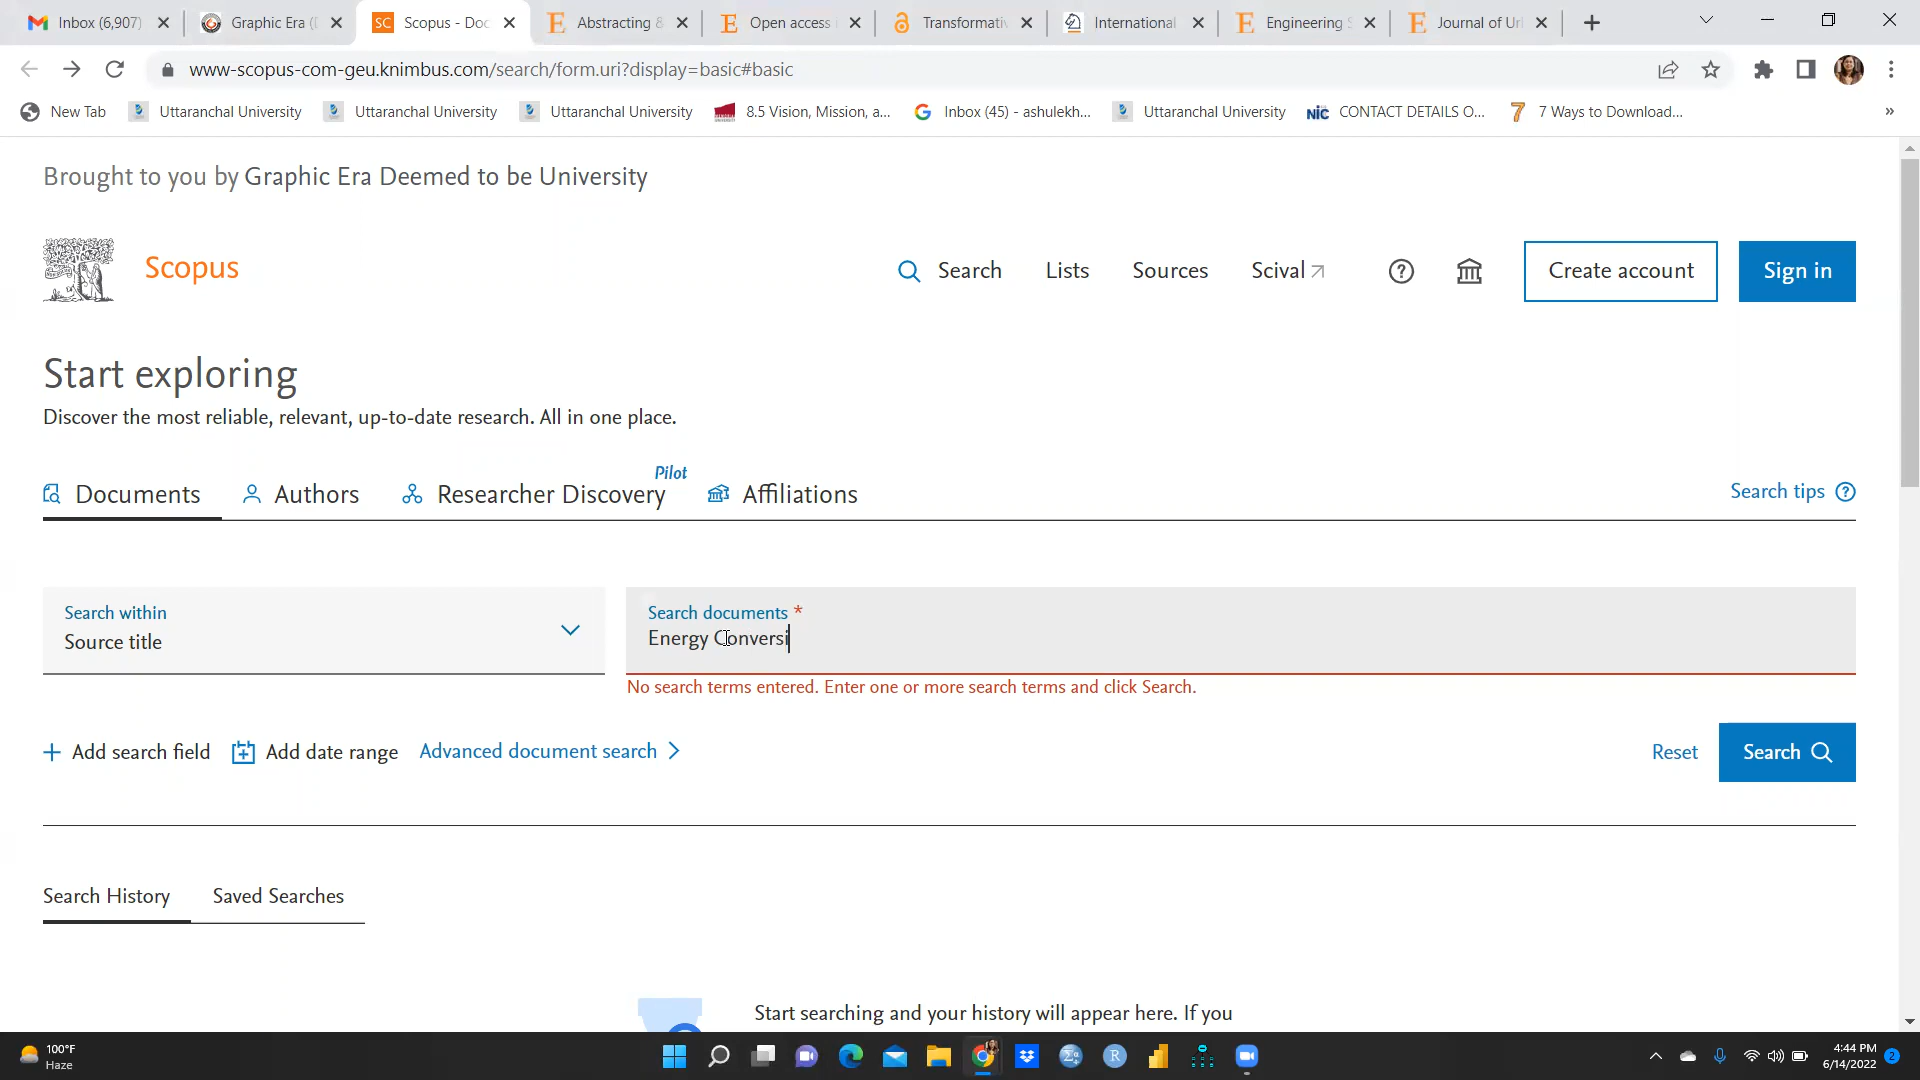 Inbox (6,907)
Graphic Era (
Scopus - Doc
Abstracting &
Open access
Transformativ
International
Engineering S
Journal of Ur
www-scopus-com-geu.knimbus.com/search/form.uri?display=basic#basic
New Tab
Uttaranchal University
Uttaranchal University
Uttaranchal University
8.5 Vision, Mission, a...
Inbox (45) - ashulekh...
Uttaranchal University
NIC CONTACT DETAILS O...
7 Ways to Download...
»
Brought to you by Graphic Era Deemed to be University
Scopus
Search
Lists
Sources
Scival
Create account
Sign in
Start exploring
Discover the most reliable, relevant, up-to-date research. All in one place.
Documents
Authors
Pilot
Researcher Discovery
Affiliations
Search tips
Search within
Source title
Search documents *
Energy Conversi
No search terms entered. Enter one or more search terms and click Search.
Add search field
Add date range
Advanced document search
Reset
Search
Search History
Saved Searches
Start searching and your history will appear here. If you
100°F
Haze
4:44 PM
6/14/2022
2